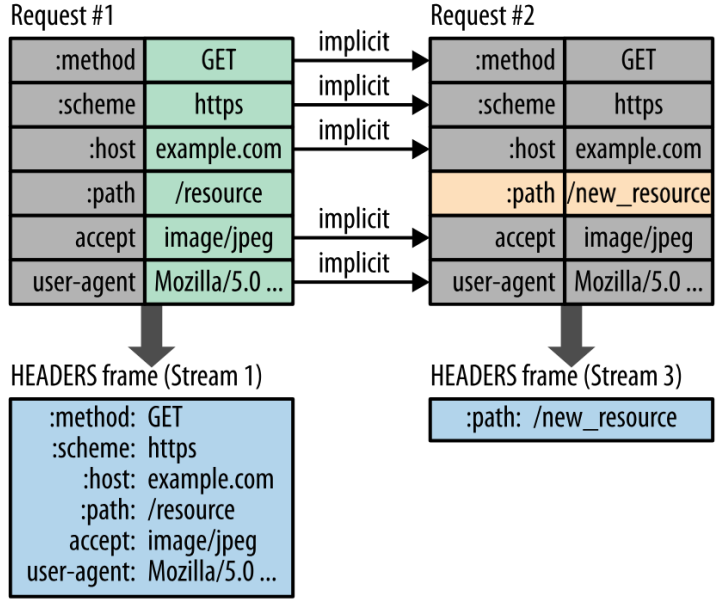 Request #1
:method GET
:scheme https
:host example.com
:path /resource
accept image/jpeg
user-agent Mozilla/5.0 ...
implicit
implicit
implicit
implicit
implicit
Request #2
:method GET
:scheme https
:host example.com
:path /new_resource
accept image/jpeg
user-agent Mozilla/5.0 ...
HEADERS frame (Stream 1)
:method: GET
:scheme: https
:host: example.com
:path: /resource
accept: image/jpeg
user-agent: Mozilla/5.0 ...
HEADERS frame (Stream 3)
:path: /new_resource